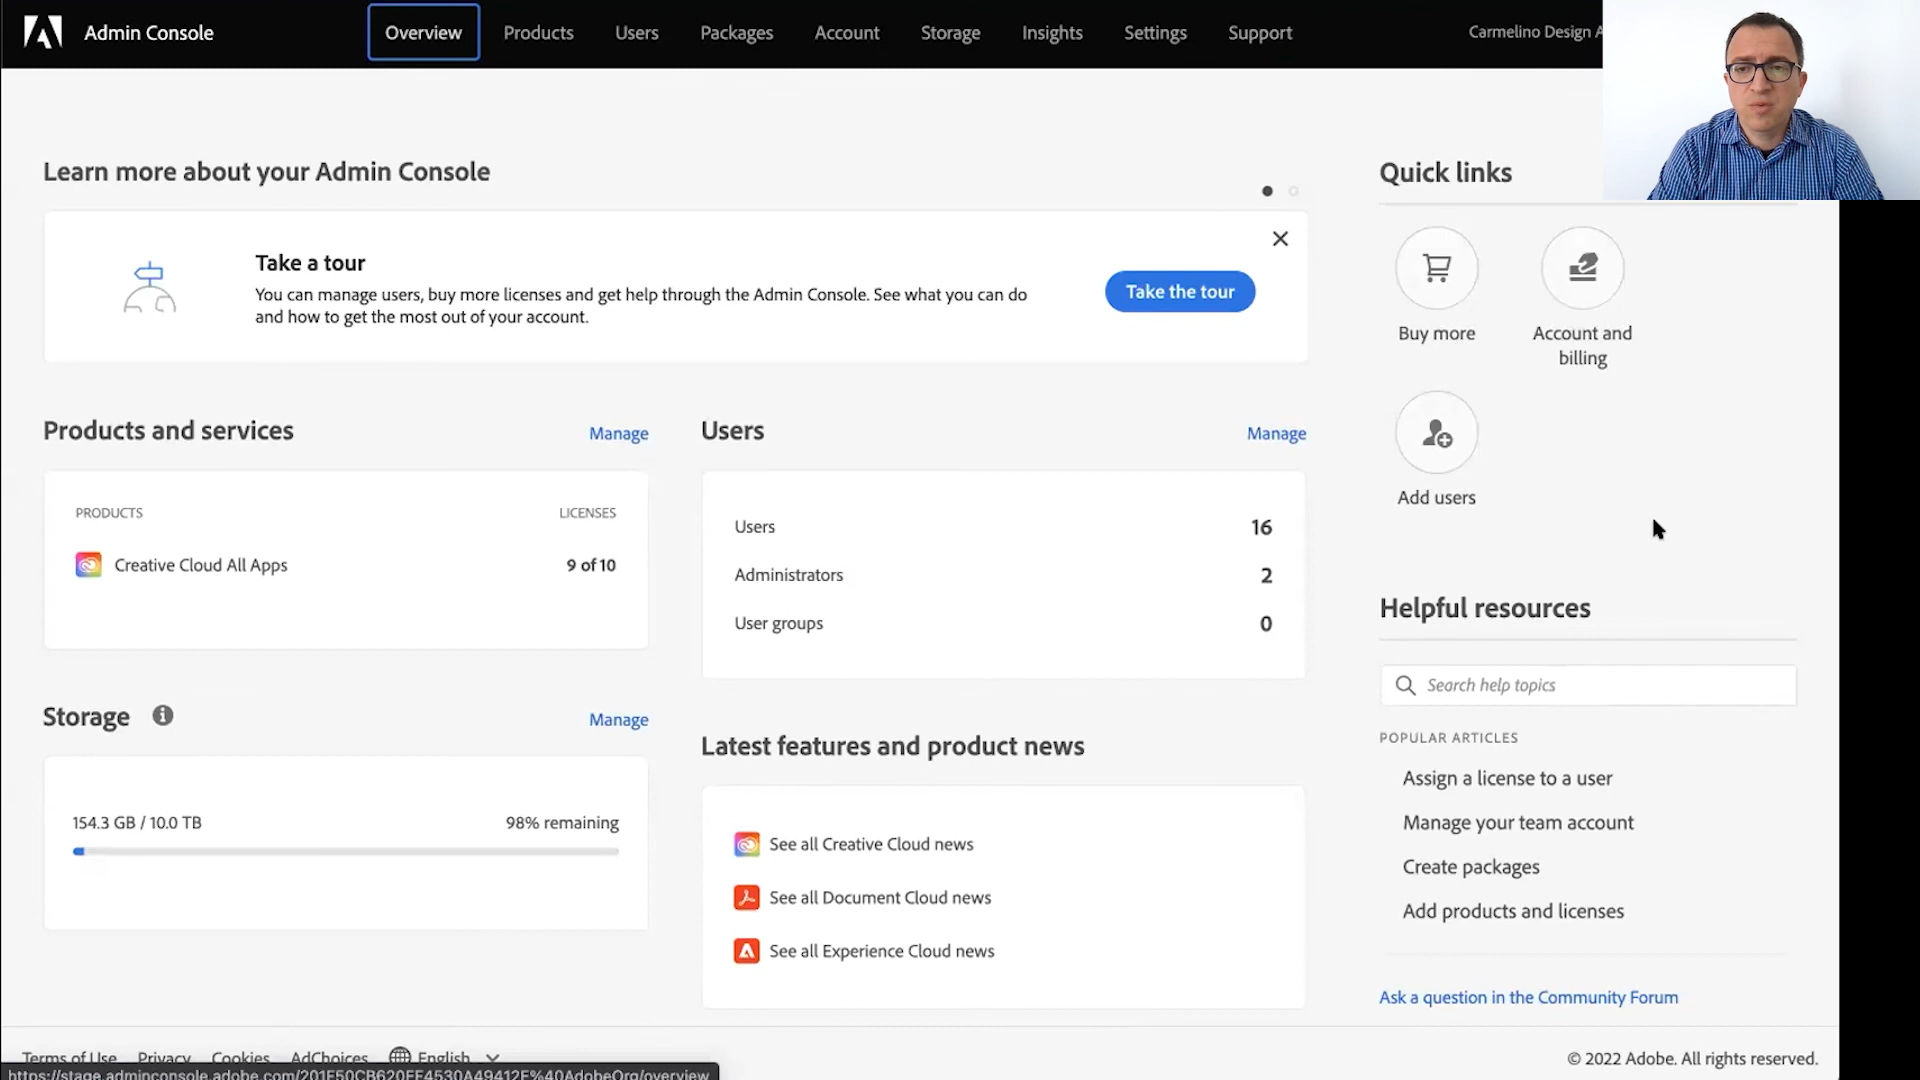 Admin Console
Overview
Products
Users
Packages
Account
Storage
Insights
Settings
Support
Carmelino Design
Learn more about your Admin Console
Take a tour
You can manage users, buy more licenses and get help through the Admin Console. See what you can do
and how to get the most out of your account.
Take the tour
Quick links
Buy more
Account and
billing
Add users
Products and services
Manage
PRODUCTS
LICENSES
Creative Cloud All Apps
9 of 10
Users
Manage
Users
16
Administrators
2
User groups
0
Storage
Manage
154.3 GB / 10.0 TB
98% remaining
Latest features and product news
See all Creative Cloud news
See all Document Cloud news
See all Experience Cloud news
Helpful resources
Search help topics
POPULAR ARTICLES
Assign a license to a user
Manage your team account
Create packages
Add products and licenses
Ask a question in the Community Forum
Terms of Use
Privacy
Cookies
AdChoices
English
© 2022 Adobe. All rights reserved.